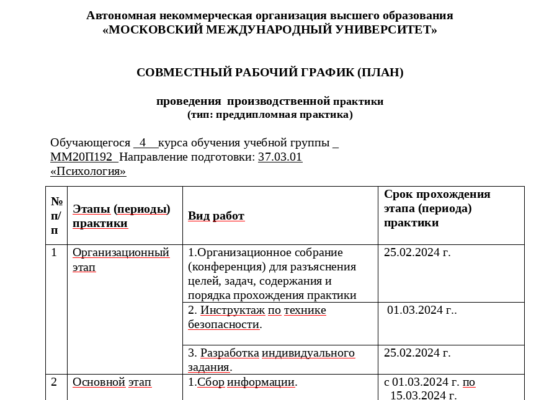 Автономная некоммерческая организация высшего образования
«МОСКОВСКИЙ МЕЖДУНАРОДНЫЙ УНИВЕРСИТЕТ»
СОВМЕСТНЫЙ РАБОЧИЙ ГРАФИК (ПЛАН)
проведения производственной практики
(тип: преддипломная практика)
Обучающегося _4__курса обучения учебной группы _
ММ20П192_Направление подготовки: 37.03.01
«Психология»
№ п/п
Этапы (периоды) практики
Вид работ
Срок прохождения этапа (периода) практики
1
Организационный этап
1.Организационное собрание
(конференция) для разъяснения
целей, задач, содержания и
порядка прохождения практики
25.02.2024 г.
2. Инструктаж по технике
безопасности.
01.03.2024 г..
3. Разработка индивидуального
задания.
25.02.2024 г.
2
Основной этап
1.Сбор информации.
с 01.03.2024 г. по
15.03.2024 г.